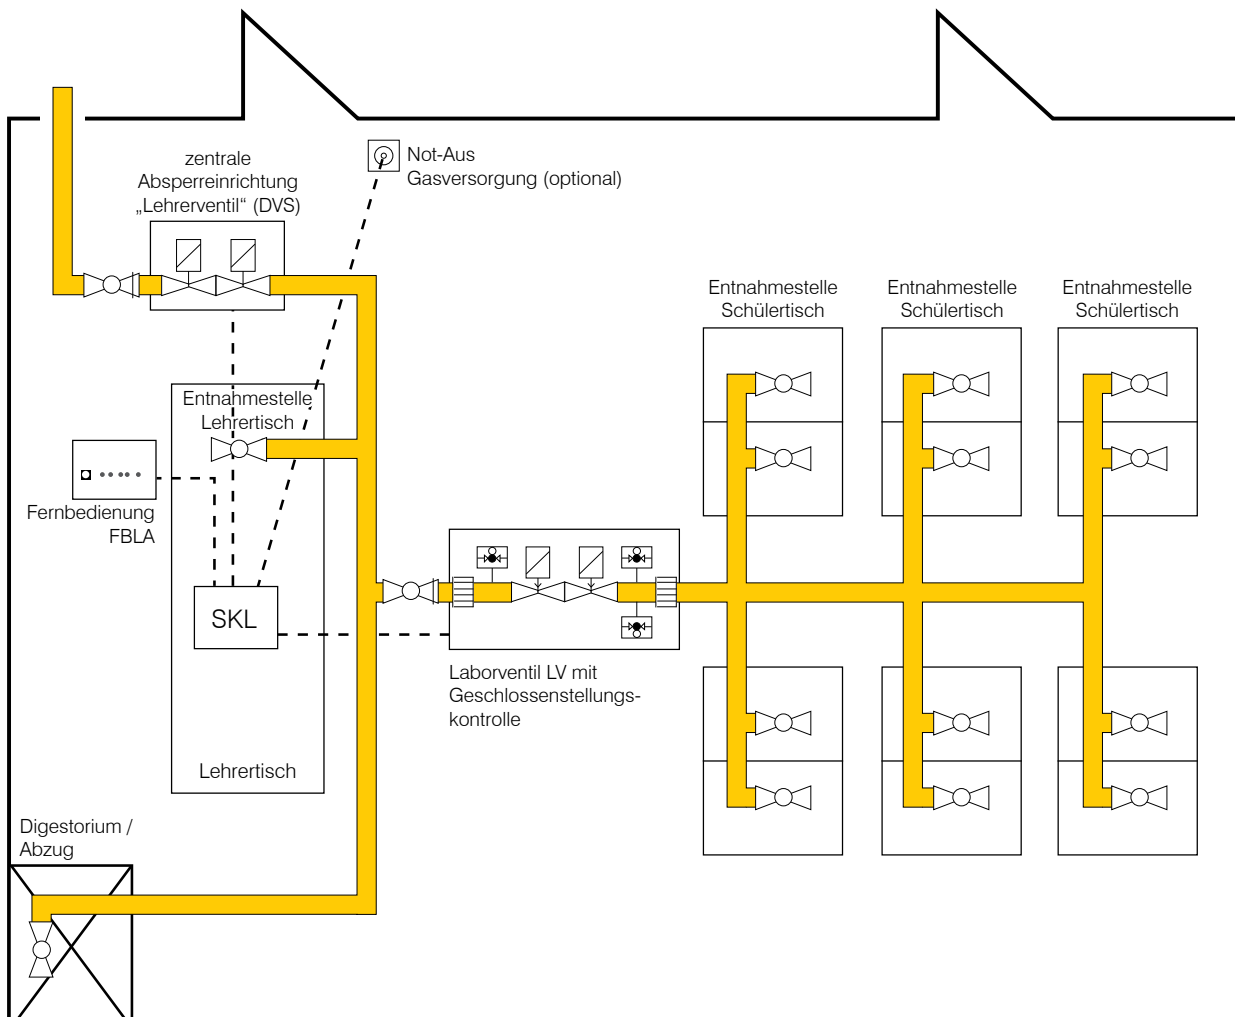 zentrale
Absperreinrichtung
„Lehrerventil“ (DVS)
Not-Aus
Gasversorgung (optional)
Entnahmestelle
Schülertisch
Entnahmestelle
Schülertisch
Entnahmestelle
Schülertisch
Entnahmestelle
Lehrertisch
Fernbedienung
FBLA
SKL
Laborventil LV mit
Geschlossenstellungs-
kontrolle
Lehrertisch
Digestorium /
Abzug